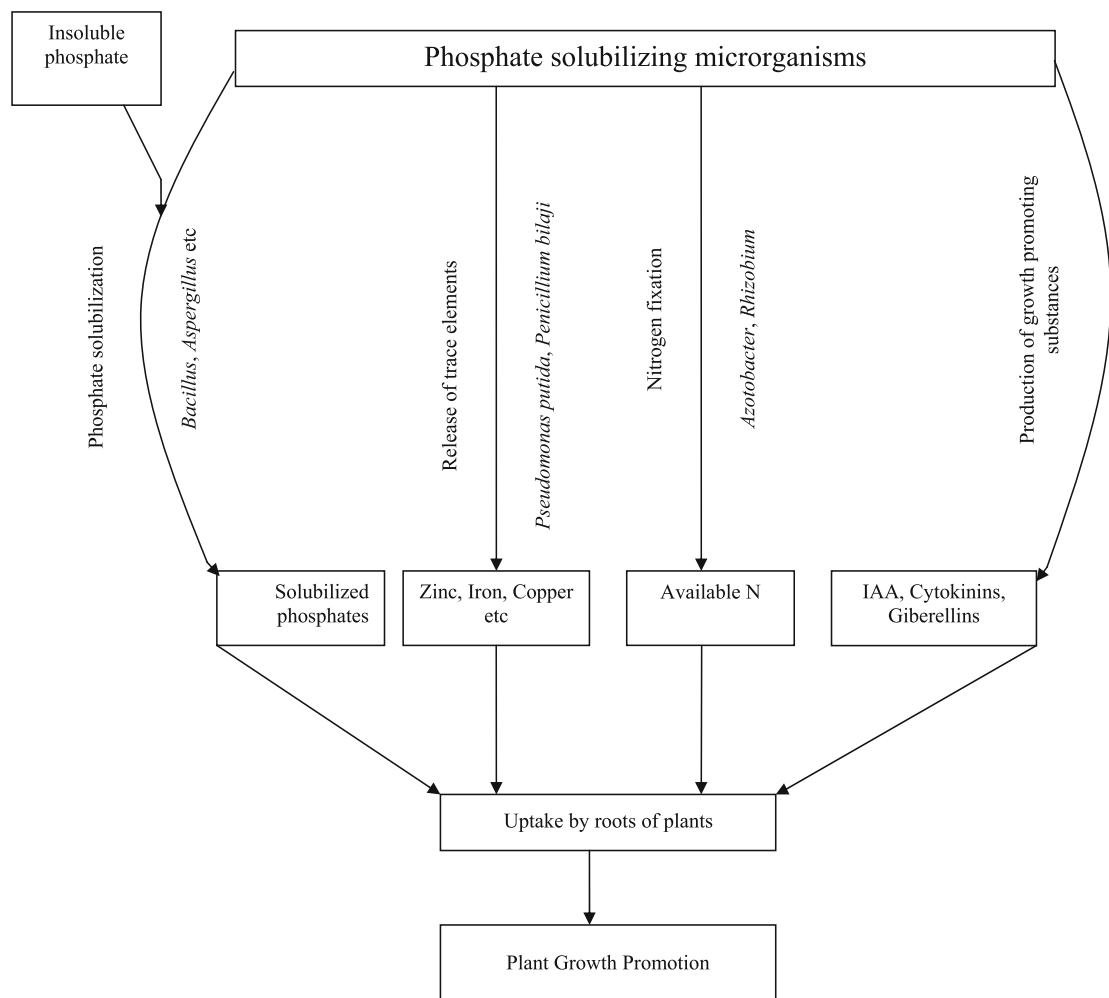 Insoluble
phosphate
Phosphate solubilizing microrganisms
Phosphate solubilization
Bacillus, Aspergillus etc
Release of trace elements
Pseudomonas putida, Penicillium bilaji
Nitrogen fixation
Azotobacter, Rhizobium
Production of growth promoting
substances
Solubilized
phosphates
Zinc, Iron, Copper
etc
Available N
IAA, Cytokinins,
Giberellins
Uptake by roots of plants
Plant Growth Promotion